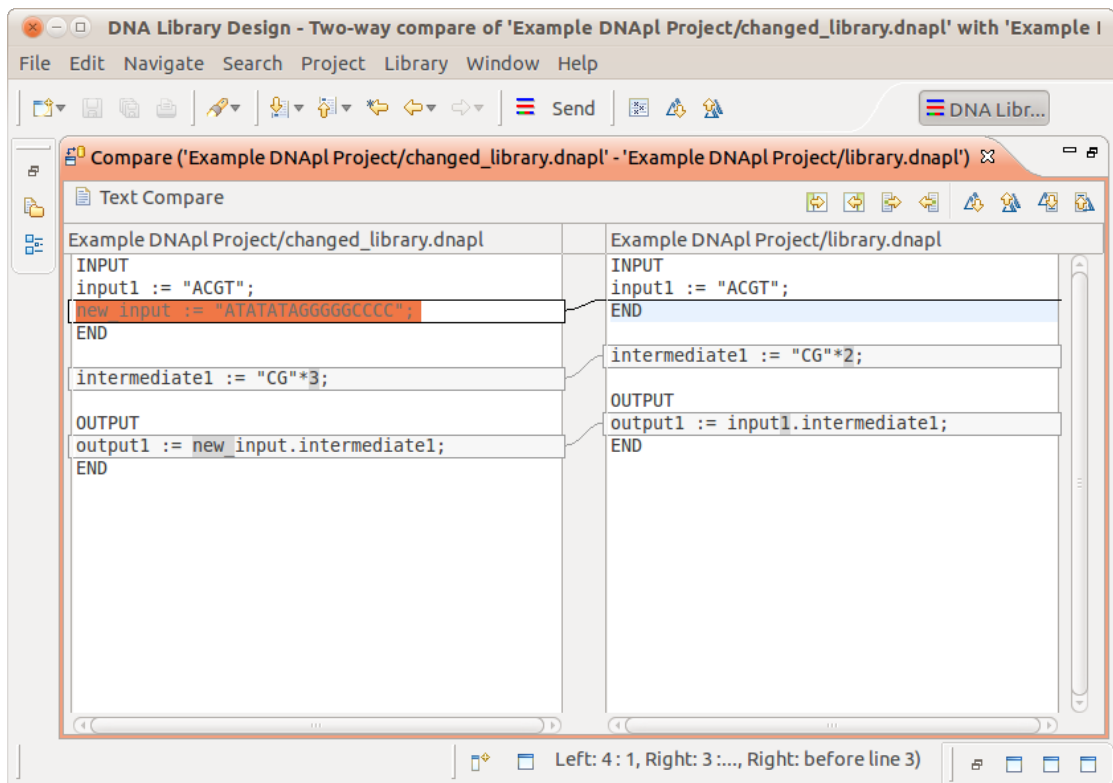 DNA Library Design - Two-way compare of 'Example DNApl Project/changed_library.dnapl' with 'Example
File Edit Navigate Search Project Library Window Help
Send DNA Libr...
Compare ('Example DNApl Project/changed_library.dnapl' - 'Example DNApl Project/library.dnapl')
Text Compare
Example DNApl Project/changed_library.dnapl
INPUT
input1 := "ACGT";
new_input := "ATATATAGGGGGCCCC";
END
intermediate1 := "CG"*3;
OUTPUT
output1 := new_input.intermediate1;
END
Example DNApl Project/library.dnapl
INPUT
input1 := "ACGT";
END
intermediate1 := "CG"*2;
OUTPUT
output1 := input1.intermediate1;
END
Left: 4 : 1, Right: 3 :..., Right: before line 3)